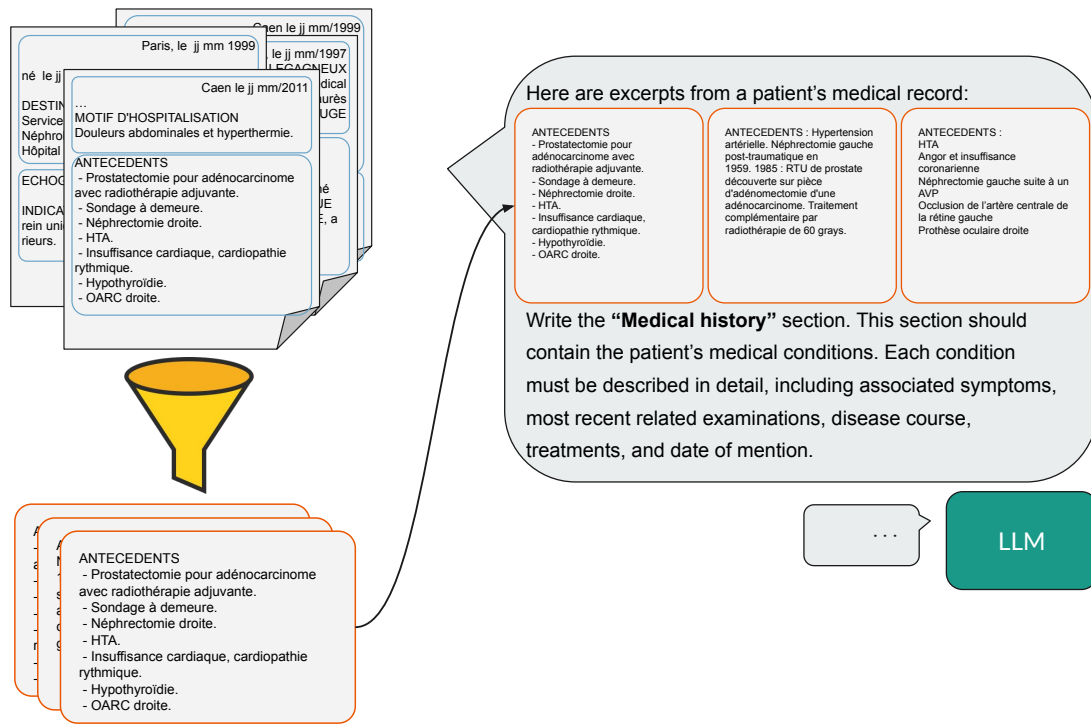 Caen le jj mm/1999
Paris, le jj mm 1999
, le jj mm/1997
né le jj
LEGAGNEUX
DESTIN
Service
Néphro
Hôpital
Caen le jj mm/2011
…
MOTIF D'HOSPITALISATION
Douleurs abdominales et hyperthermie.
ECHOG
INDICA
rein uni
rieurs.
ANTECEDENTS
- Prostatectomie pour adénocarcinome
avec radiothérapie adjuvante.
- Sondage à demeure.
- Néphrectomie droite.
- HTA.
- Insuffisance cardiaque, cardiopathie
rythmique.
- Hypothyroïdie.
- OARC droite.
ANTECEDENTS
- Prostatectomie pour adénocarcinome
avec radiothérapie adjuvante.
- Sondage à demeure.
- Néphrectomie droite.
- HTA.
- Insuffisance cardiaque, cardiopathie
rythmique.
- Hypothyroïdie.
- OARC droite.
Here are excerpts from a patient’s medical record:
ANTECEDENTS
- Prostatectomie pour
adénocarcinome avec
radiothérapie adjuvante.
- Sondage à demeure.
- Néphrectomie droite.
- HTA.
- Insuffisance cardiaque,
cardiopathie rythmique.
- Hypothyroïdie.
- OARC droite.
ANTECEDENTS : Hypertension
artérielle. Néphrectomie gauche
post-traumatique en
1959. 1985 : RTU de prostate
découverte sur pièce
d'adénomectomie d'une
adénocarcinome. Traitement
complémentaire par
radiothérapie de 60 grays.
ANTECEDENTS :
HTA
Angor et insuffisance
coronarienne
Néphrectomie gauche suite à un
AVP
Occlusion de l'artère centrale de
la rétine gauche
Prothèse oculaire droite
Write the “Medical history” section. This section should
contain the patient’s medical conditions. Each condition
must be described in detail, including associated symptoms,
most recent related examinations, disease course,
treatments, and date of mention.
...
LLM